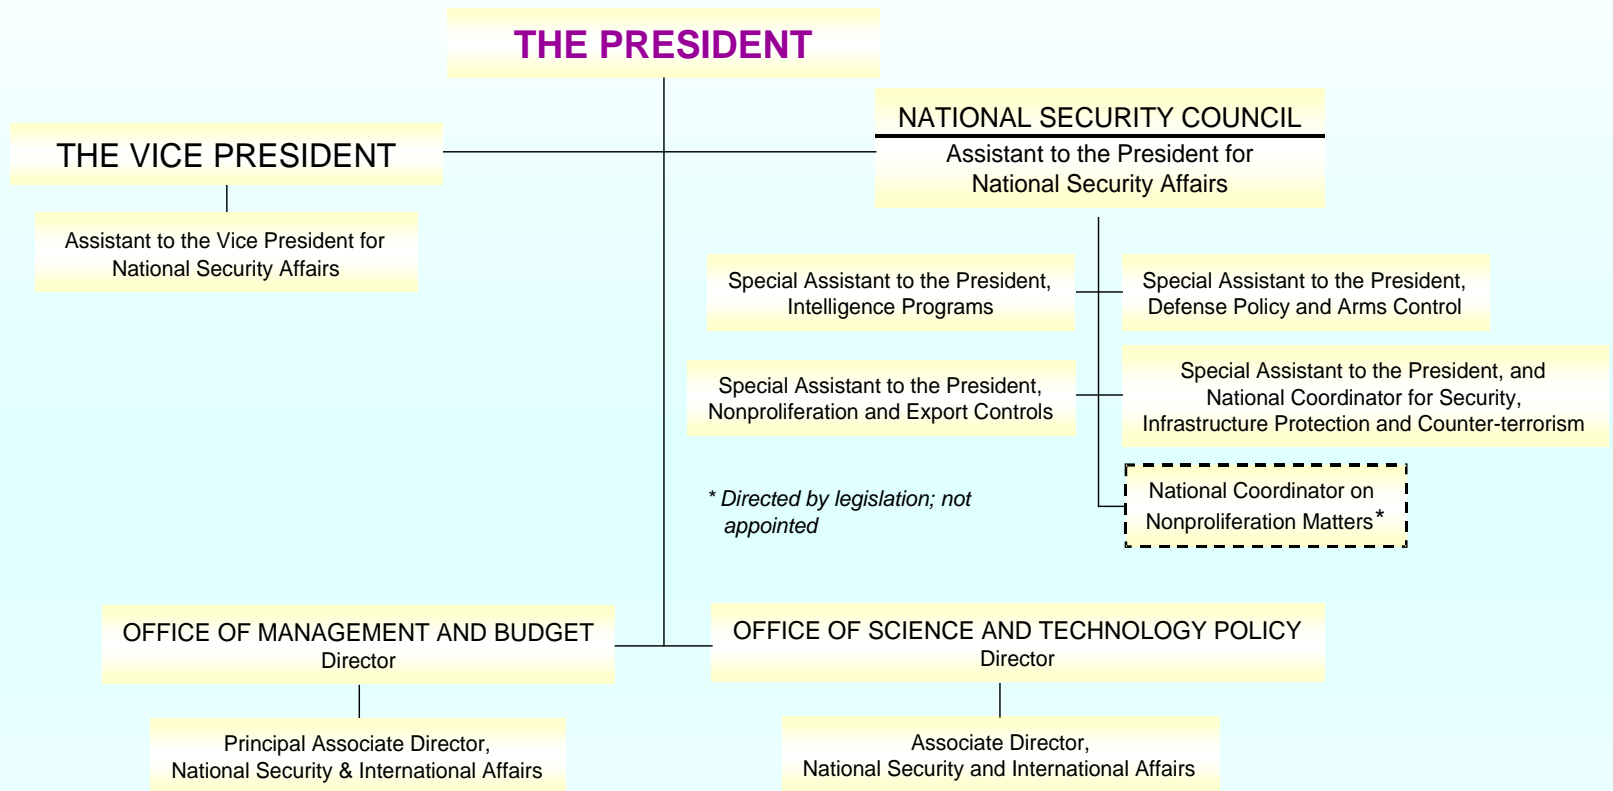 THE PRESIDENT
NATIONAL SECURITY COUNCIL
Assistant to the President for
National Security Affairs
THE VICE PRESIDENT
Assistant to the Vice President for
National Security Affairs
Special Assistant to the President,
Intelligence Programs
Special Assistant to the President,
Defense Policy and Arms Control
Special Assistant to the President,
Nonproliferation and Export Controls
Special Assistant to the President, and
National Coordinator for Security,
Infrastructure Protection and Counter-terrorism
* Directed by legislation; not
appointed
National Coordinator on
Nonproliferation Matters*
OFFICE OF MANAGEMENT AND BUDGET
Director
OFFICE OF SCIENCE AND TECHNOLOGY POLICY
Director
Principal Associate Director,
National Security & International Affairs
Associate Director,
National Security and International Affairs